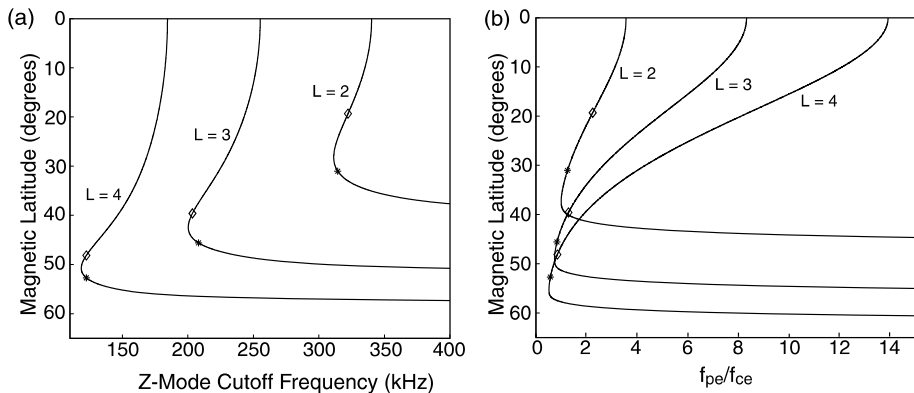 (a)
0
10
20
30
40
50
60
Magnetic Latitude (degrees)
L = 2
L = 3
L = 4
150
200
250
300
350
400
Z-Mode Cutoff Frequency (kHz)
(b)
0
10
20
30
40
50
60
Magnetic Latitude (degrees)
L = 2
L = 3
L = 4
0
2
4
6
8
10
12
14
fpe/fce